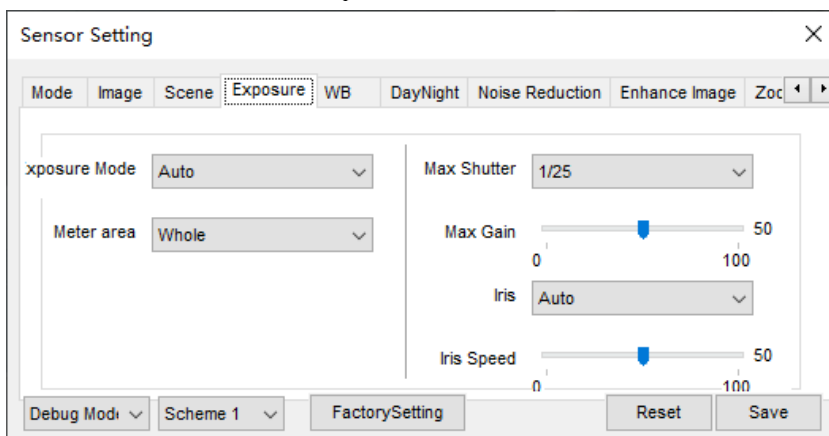 Sensor Setting
Mode Image Scene Exposure WB DayNight Noise Reduction Enhance Image Zoc
xposure Mode Auto Max Shutter 1/25
Meter area Whole Max Gain 50
0 100
Iris Auto
Iris Speed 50
0 100
Debug Mod Scheme 1 FactorySetting Reset Save